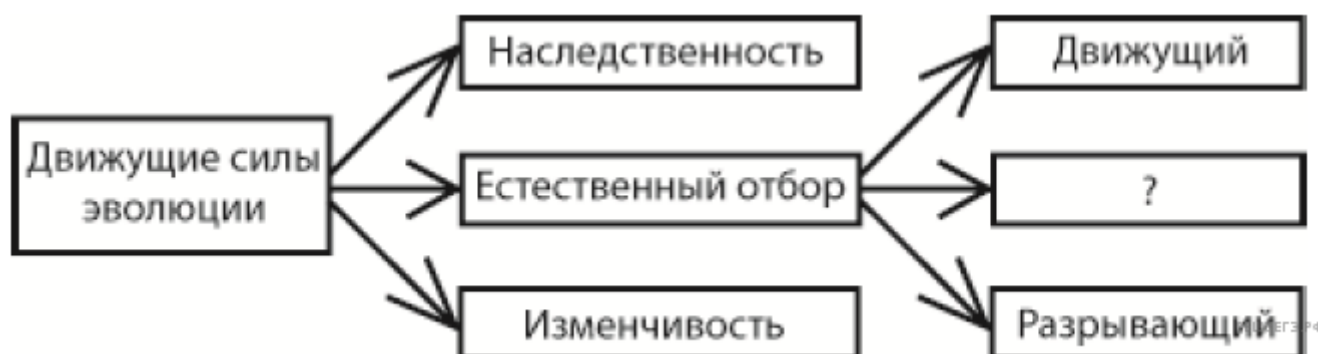 Наследственность
Движущий
Движущие силы
эволюции
Естественный отбор
?
Изменчивость
Разрывающий